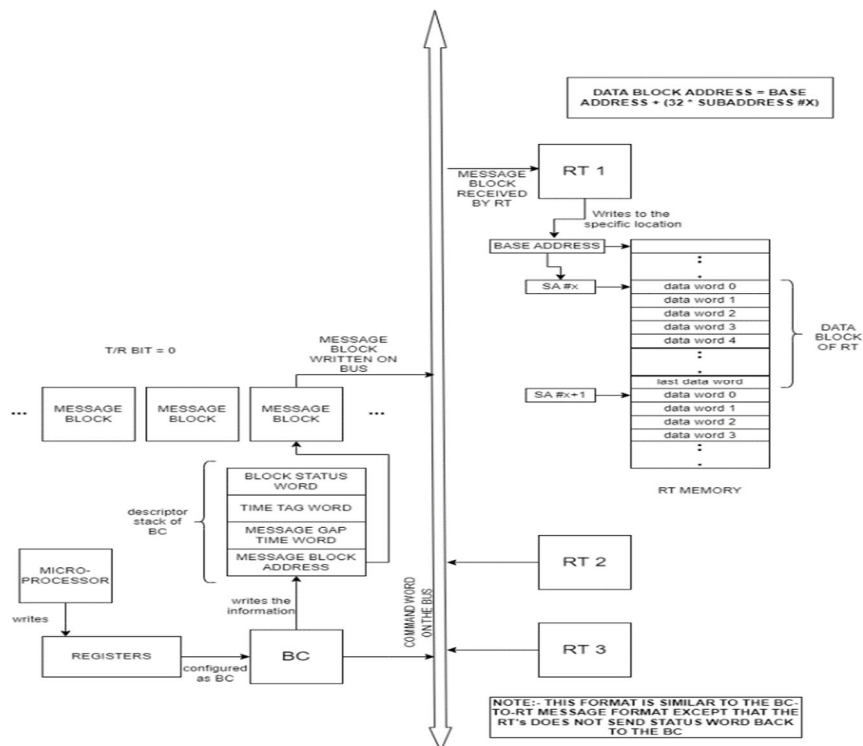 DATA BLOCK ADDRESS = BASE
ADDRESS + (32 * SUBADDRESS #X)
MESSAGE
BLOCK
RECEIVED
BY RT
RT 1
Writes to the
specific location
BASE ADDRESS
SA #x
data word 0
data word 1
data word 2
data word 3
data word 4
last data word
DATA
BLOCK
OF RT
SA #x+1
data word 0
data word 1
data word 2
data word 3
RT MEMORY
T/R BIT = 0
MESSAGE
BLOCK
WRITTEN ON
BUS
...
MESSAGE
BLOCK
MESSAGE
BLOCK
MESSAGE
BLOCK
...
descriptor
stack of
BC
BLOCK STATUS
WORD
TIME TAG WORD
MESSAGE GAP
TIME WORD
MESSAGE BLOCK
ADDRESS
MICRO-
PROCESSOR
writes
REGISTERS
configured
as BC
writes the
information
BC
COMMAND WORD
ON THE BUS
RT 2
RT 3
NOTE:- THIS FORMAT IS SIMILAR TO THE BC-
TO-RT MESSAGE FORMAT EXCEPT THAT THE
RT's DOES NOT SEND STATUS WORD BACK
TO THE BC